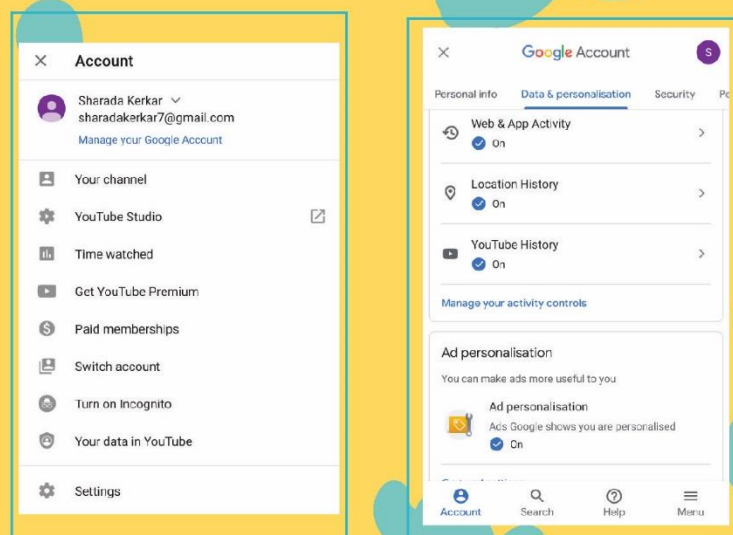 Account
Sharada Kerkar
sharadakerkar7@gmail.com
Manage your Google Account
Your channel
YouTube Studio
Time watched
Get YouTube Premium
Paid memberships
Switch account
Turn on Incognito
Your data in YouTube
Settings
Google Account
S
Personal info Data & personalisation Security
Web & App Activity
On
Location History
On
YouTube History
On
Manage your activity controls
Ad personalisation
You can make ads more useful to you
Ad personalisation
Ads Google shows you are personalised
On
Account Search Help Menu